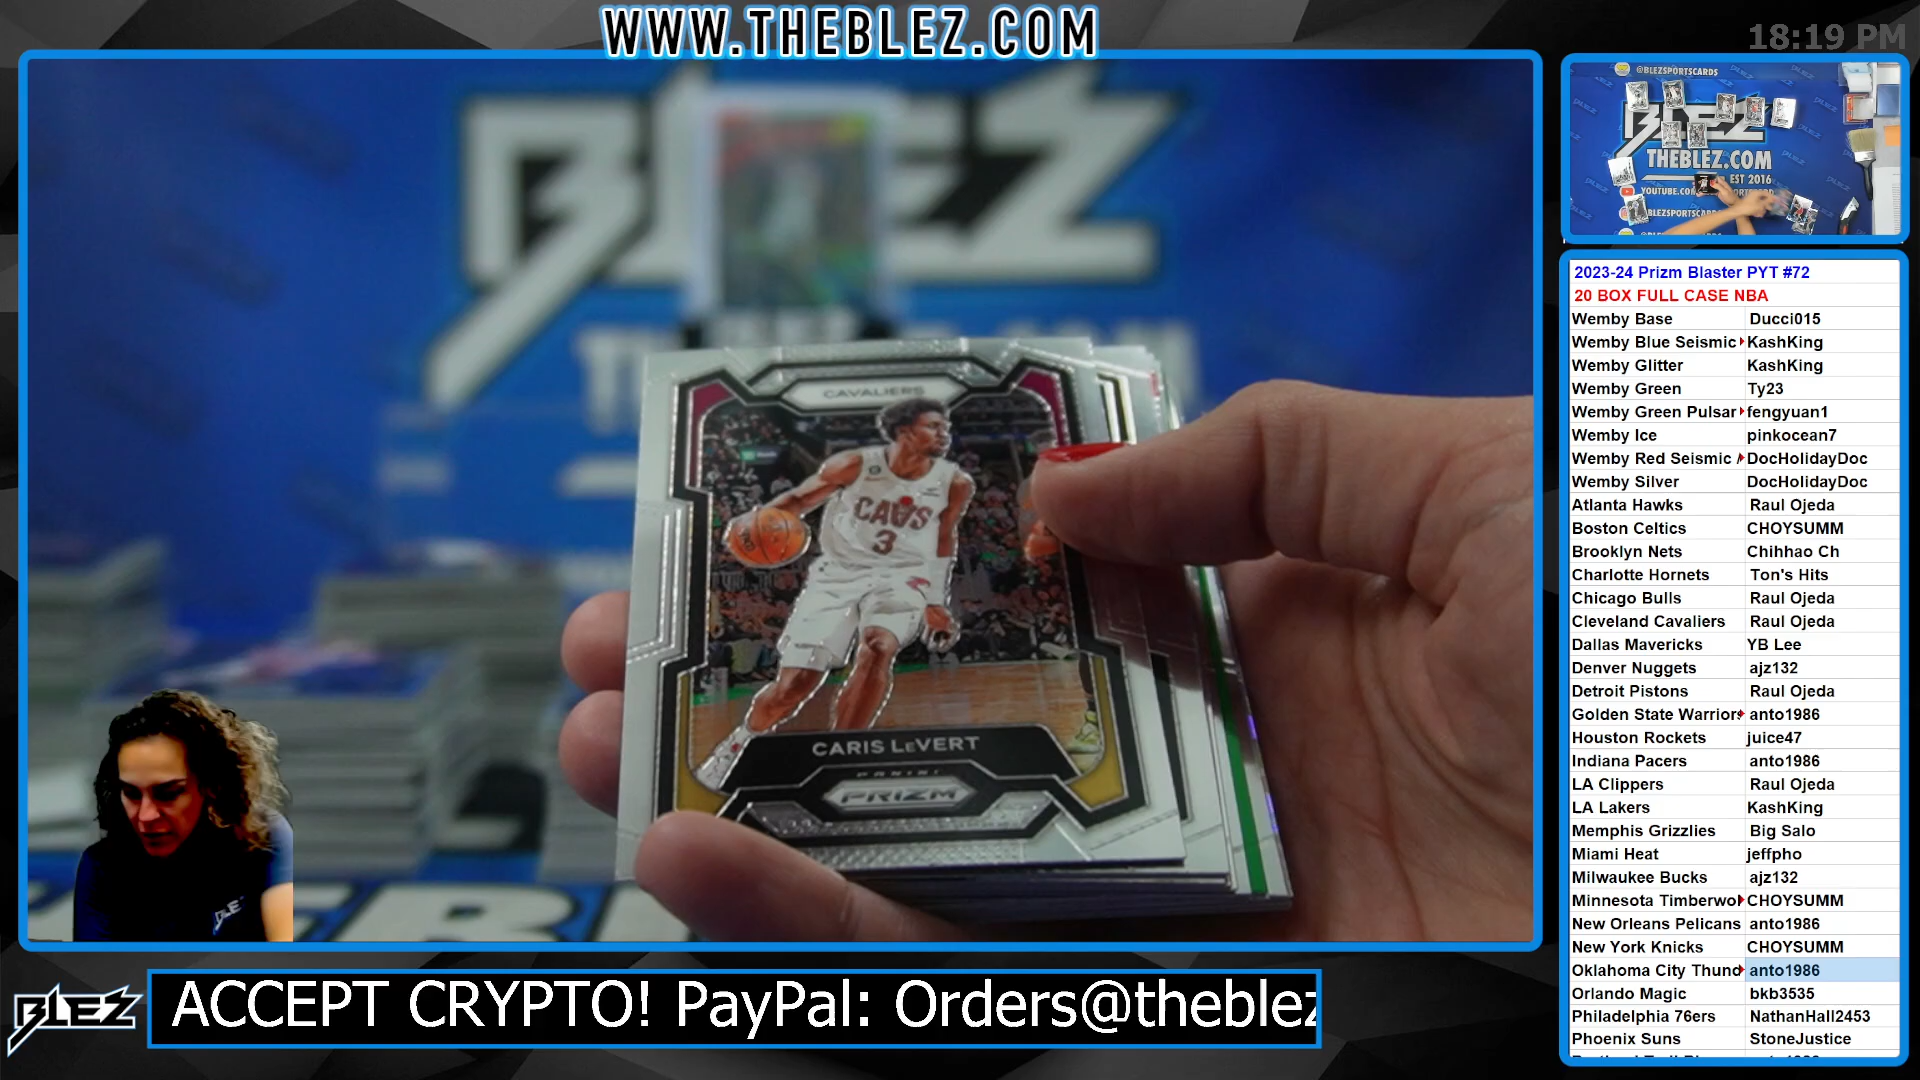 WWW.THEBLEZ.COM
18:19 PM
@BLEZSPORTSCARDS
BLEZ
THEBLEZ.COM
EST 2016
BLEZ
CAVALIERS
CAVS
3
CARIS LeVERT
PANINI
PRIZM
2023-24 Prizm Blaster PYT #72
20 BOX FULL CASE NBA
Wemby Base Ducci015
Wemby Blue Seismic KashKing
Wemby Glitter KashKing
Wemby Green Ty23
Wemby Green Pulsar fengyuan1
Wemby Ice pinkocean7
Wemby Red Seismic / DocHolidayDoc
Wemby Silver DocHolidayDoc
Atlanta Hawks Raul Ojeda
Boston Celtics CHOYSUMM
Brooklyn Nets Chihhao Ch
Charlotte Hornets Ton's Hits
Chicago Bulls Raul Ojeda
Cleveland Cavaliers Raul Ojeda
Dallas Mavericks YB Lee
Denver Nuggets ajz132
Detroit Pistons Raul Ojeda
Golden State Warriors anto1986
Houston Rockets juice47
Indiana Pacers anto1986
LA Clippers Raul Ojeda
LA Lakers KashKing
Memphis Grizzlies Big Salo
Miami Heat jeffpho
Milwaukee Bucks ajz132
Minnesota Timberwol CHOYSUMM
New Orleans Pelicans anto1986
New York Knicks CHOYSUMM
Oklahoma City Thund anto1986
Orlando Magic bkb3535
Philadelphia 76ers NathanHall2453
Phoenix Suns StoneJustice
BLEZ
ACCEPT CRYPTO! PayPal: Orders@theblez